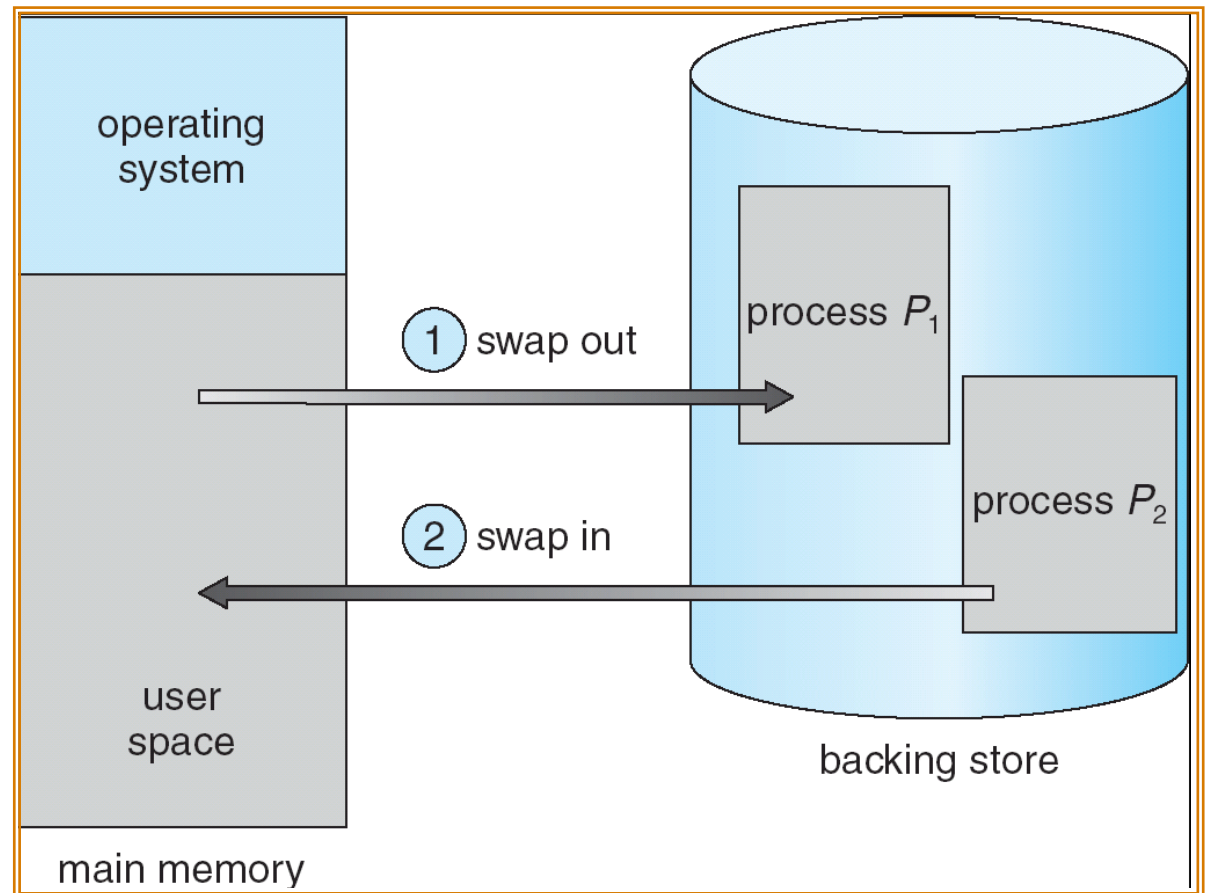 operating
system
process P₁
1 swap out
process P₂
2 swap in
user
space
backing store
main memory